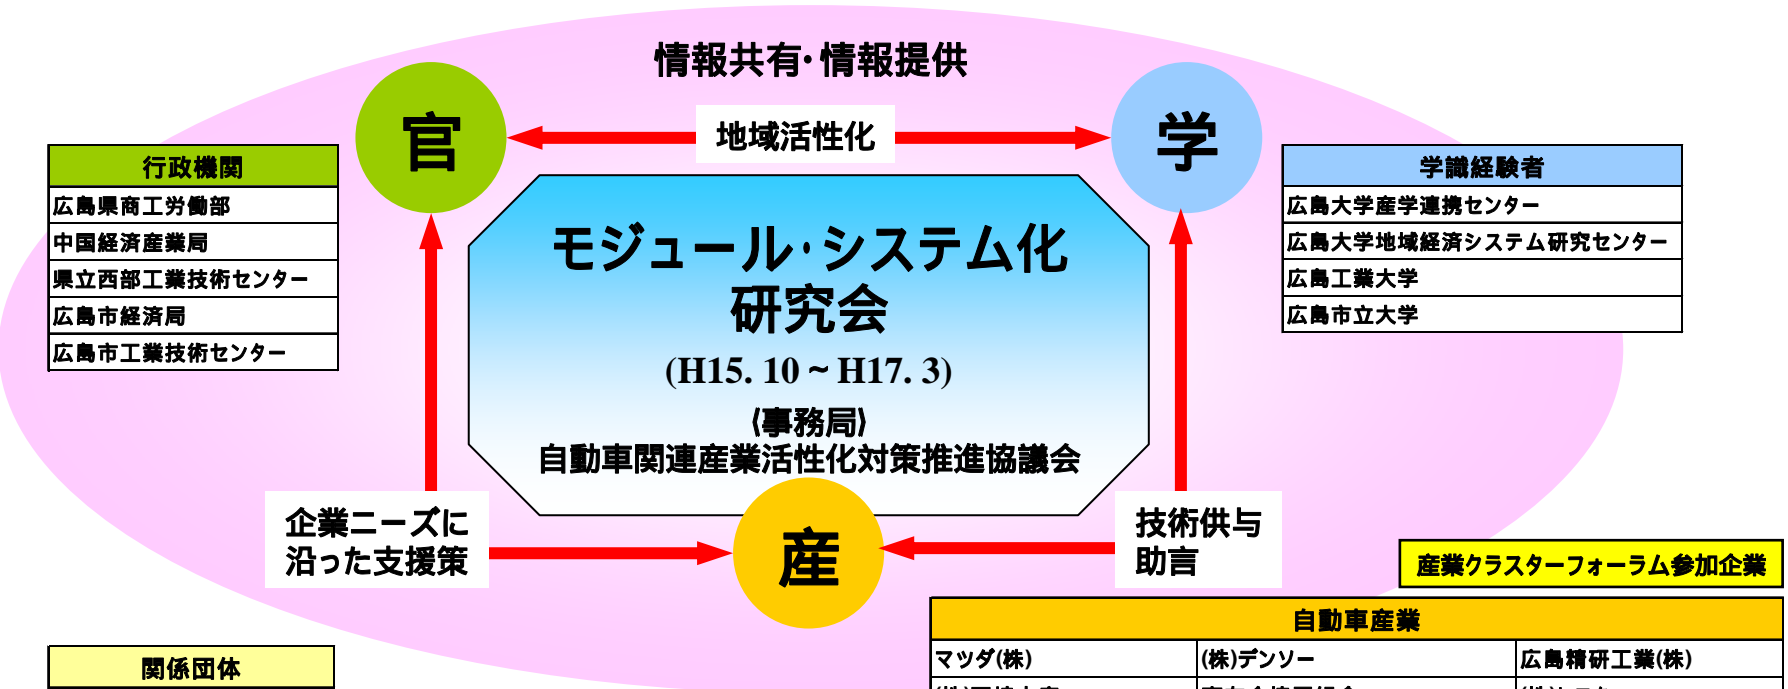 情報共有・情報提供
官
地域活性化
学
行政機関
広島県商工労働部
中国経済産業局
県立西部工業技術センター
広島市経済局
広島市工業技術センター
モジュール・システム化
研究会
(H15. 10～H17. 3)
(事務局)
自動車関連産業活性化対策推進協議会
学識経験者
広島大学産学連携センター
広島大学地域経済システム研究センター
広島工業大学
広島市立大学
企業ニーズに
沿った支援策
産
技術供与
助言
産業クラスターフォーラム参加企業
自動車産業
マツダ(株)
(株)デンソー
広島精研工業(株)
関係団体